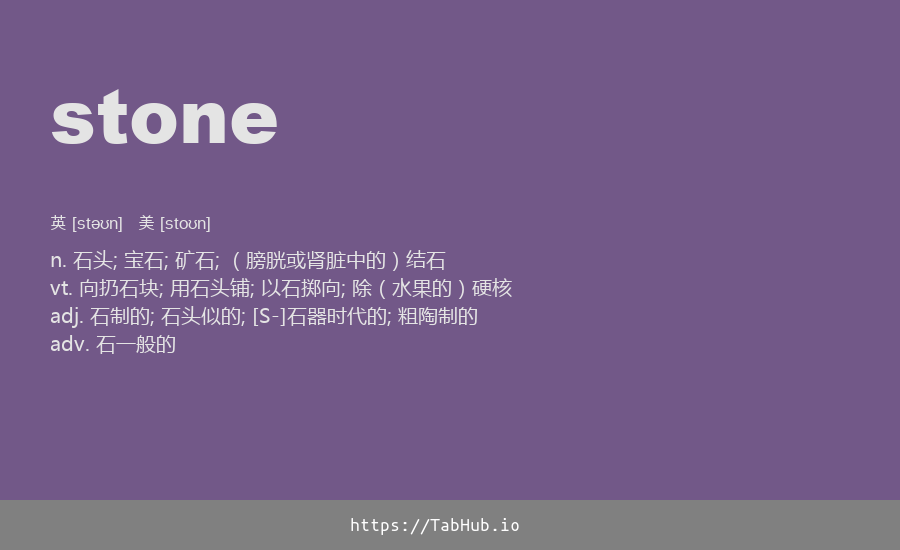 stone
英 [stəʊn] 美 [stoʊn]
n. 石头; 宝石; 矿石; （膀胱或肾脏中的）结石
vt. 向扔石块; 用石头铺; 以石掷向; 除（水果的）硬核
adj. 石制的; 石头似的; [S-]石器时代的; 粗陶制的
adv. 石一般的
https://TabHub.io